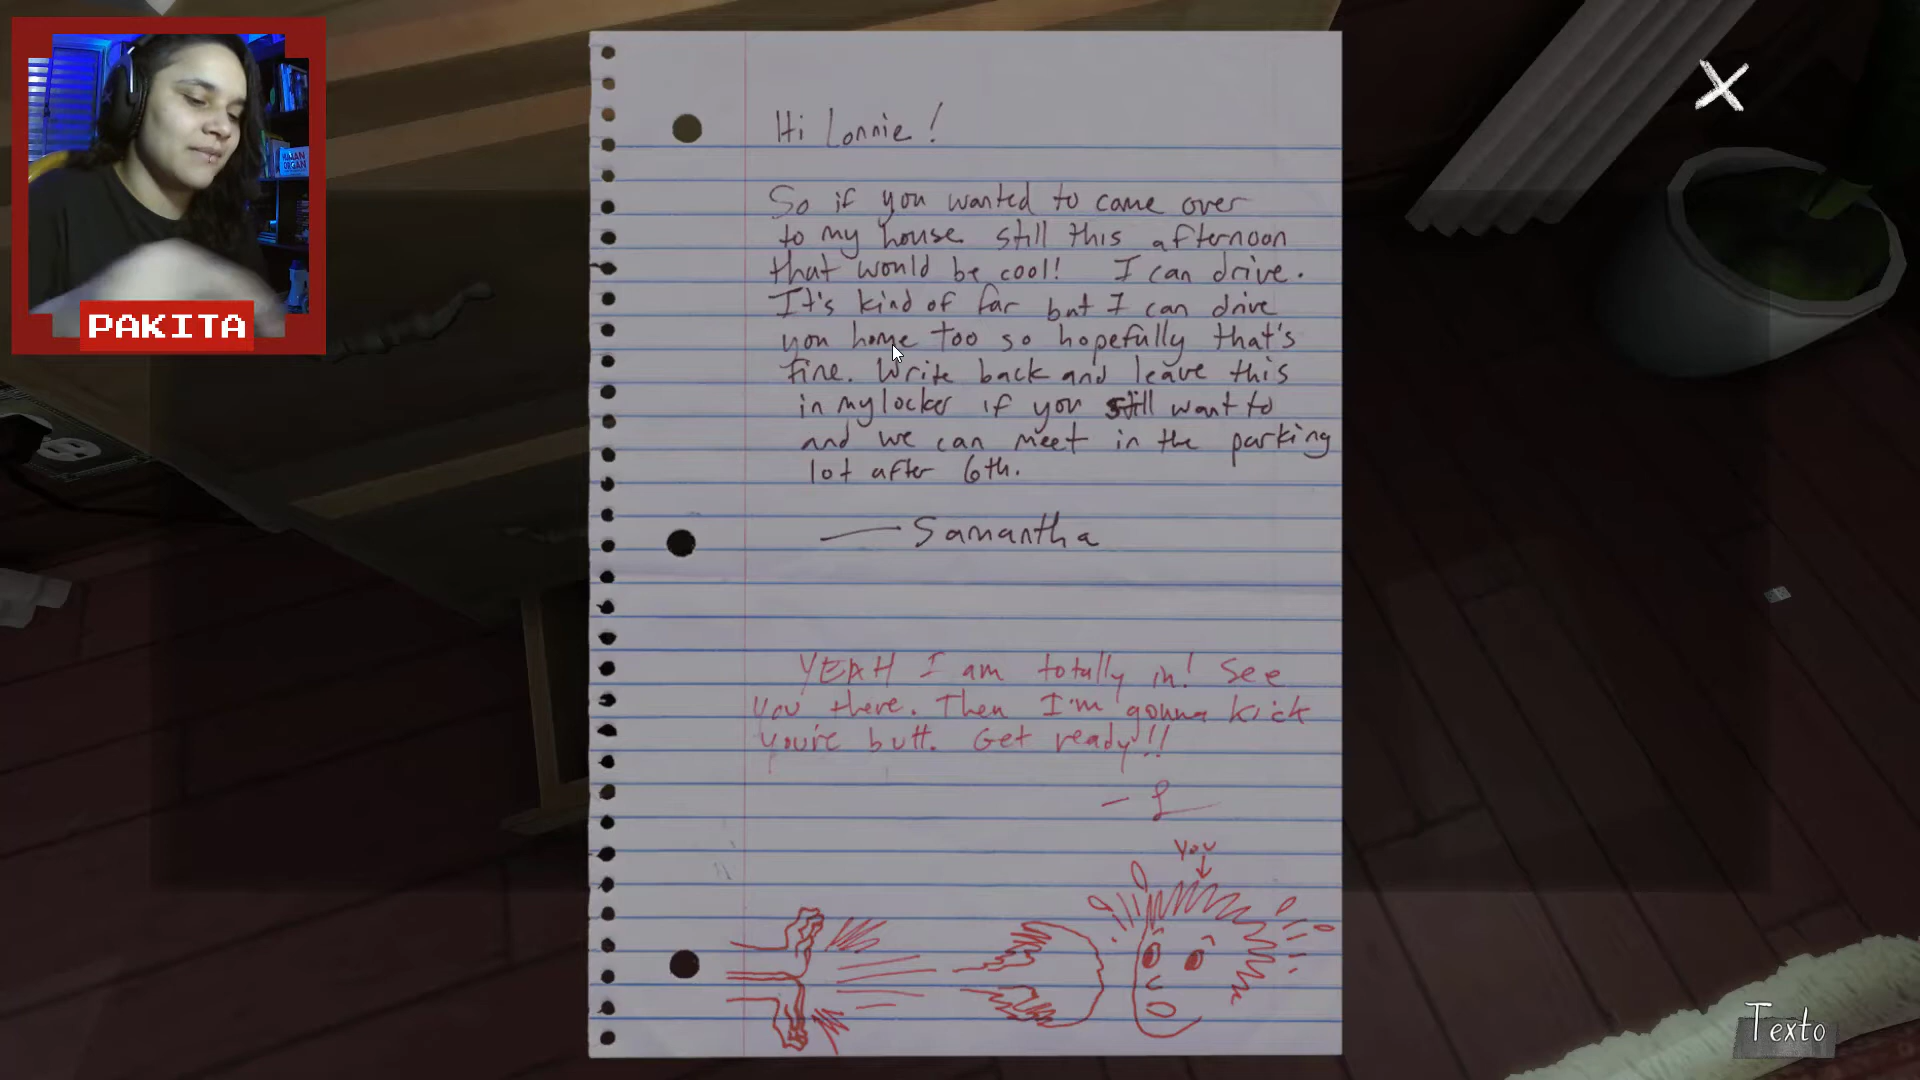 PAKITA
Hi Lonnie!
So if you wanted to come over
to my house still this afternoon
that would be cool! I can drive.
It's kind of far but I can drive
you home too so hopefully that's
fine. Write back and leave this
in my locker if you still want to
and we can meet in the parking
lot after 6th.
— Samantha
YEAH I am totally in! See
you there. Then I'm gonna kick
you're butt. Get ready!!
— L
You
Texto